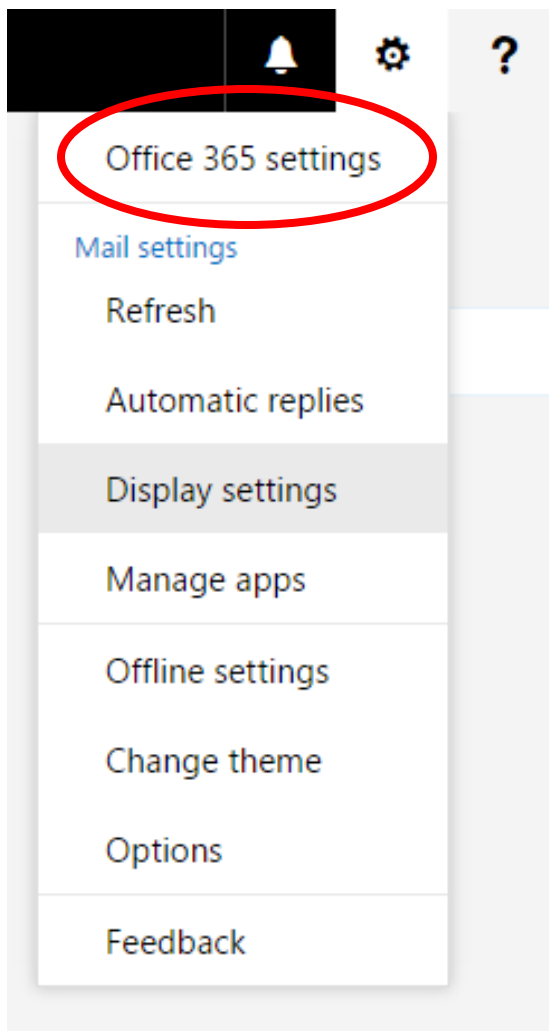 ?
Office 365 settings
Mail settings
Refresh
Automatic replies
Display settings
Manage apps
Offline settings
Change theme
Options
Feedback